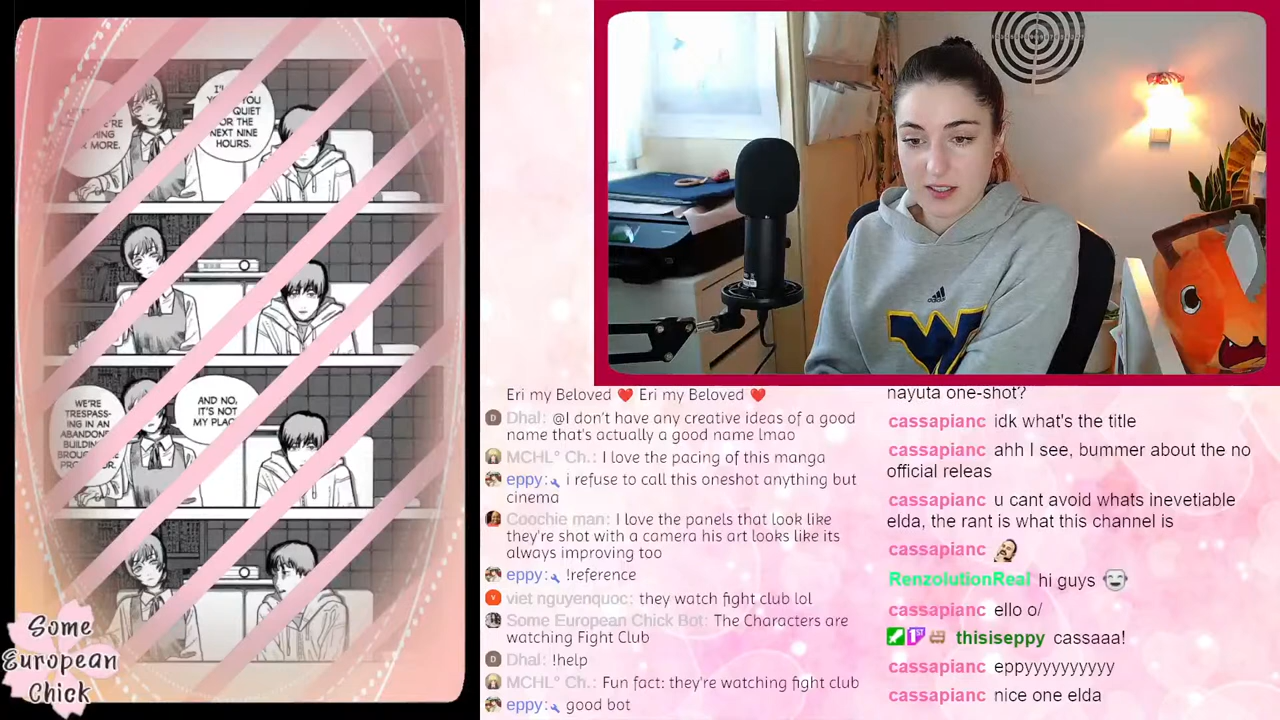 QUIET
OR THE
NEXT NINE
HOURS.
MORE.
WE'RE
TRESPASS-
ING IN AN
AND NO,
IT'S NOT
MY PLAC
Some
European
Chick
adidas
W
Eri my Beloved ❤️ Eri my Beloved ❤️
D Dhal: @I don't have any creative ideas of a good
name that's actually a good name lmao
MCHL° Ch.: I love the pacing of this manga
eppy: i refuse to call this oneshot anything but
cinema
Coochie man: I love the panels that look like
they're shot with a camera his art looks like its
always improving too
eppy: !reference
V viet nguyenquoc: they watch fight club lol
Some European Chick Bot: The Characters are
watching Fight Club
D Dhal: !help
MCHL° Ch.: Fun fact: they're watching fight club
eppy: good bot
nayuta one-shot?
cassapianc idk what's the title
cassapianc ahh I see, bummer about the no
official releas
cassapianc u cant avoid whats inevetiable
elda, the rant is what this channel is
cassapianc
RenzolutionReal hi guys
cassapianc ello o/
1st thisiseppy cassaaa!
cassapianc eppyyyyyyyyyy
cassapianc nice one elda